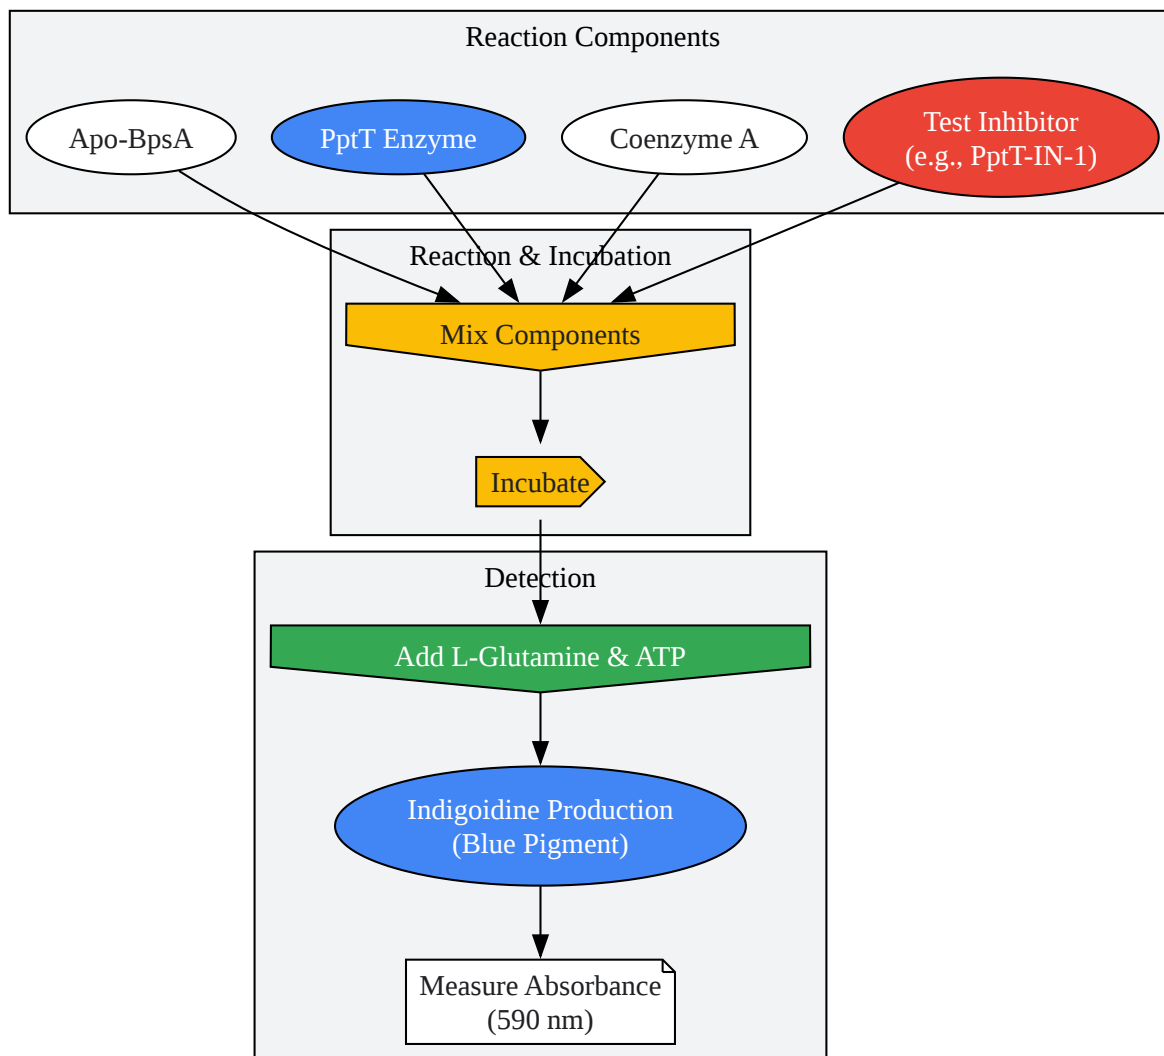 Reaction Components
Apo-BpsA
PptT Enzyme
Coenzyme A
Test Inhibitor
(e.g., PptT-IN-1)
Reaction & Incubation
Mix Components
Incubate
Detection
Add L-Glutamine & ATP
Indigoidine Production
(Blue Pigment)
Measure Absorbance
(590 nm)